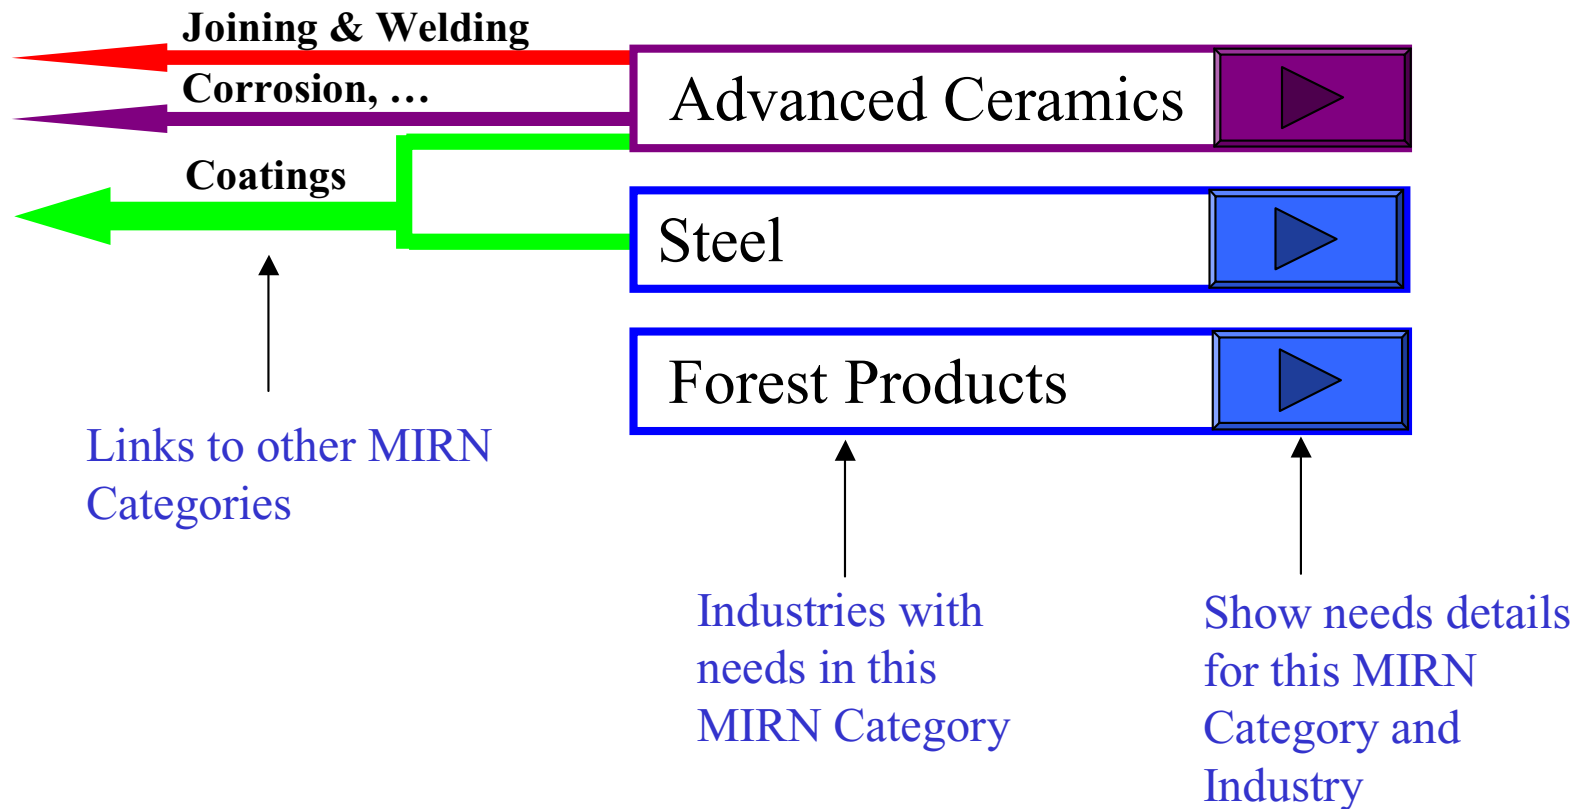 Joining & Welding
Corrosion, …
Coatings
Advanced Ceramics
Steel
Forest Products
Links to other MIRN
Categories
Industries with
needs in this
MIRN Category
Show needs details
for this MIRN
Category and
Industry